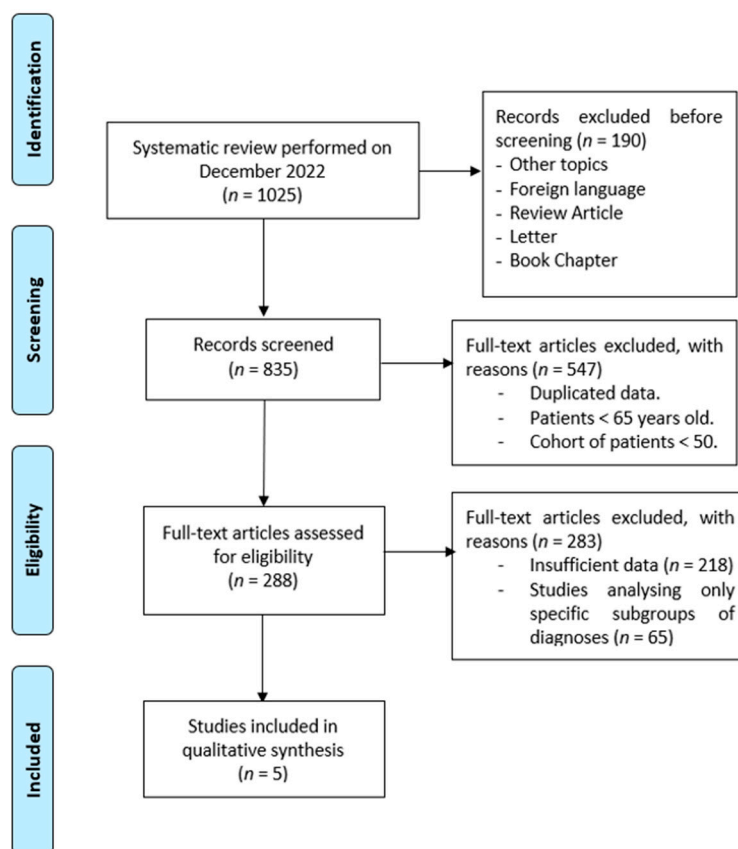 Identification
Systematic review performed on
December 2022
(n = 1025)
Records excluded before
screening (n = 190)
- Other topics
- Foreign language
- Review Article
- Letter
- Book Chapter
Screening
Records screened
(n = 835)
Full-text articles excluded, with
reasons (n = 547)
- Duplicated data.
- Patients < 65 years old.
- Cohort of patients < 50.
Eligibility
Full-text articles assessed
for eligibility
(n = 288)
Full-text articles excluded, with
reasons (n = 283)
- Insufficient data (n = 218)
- Studies analysing only
specific subgroups of
diagnoses (n = 65)
Included
Studies included in
qualitative synthesis
(n = 5)